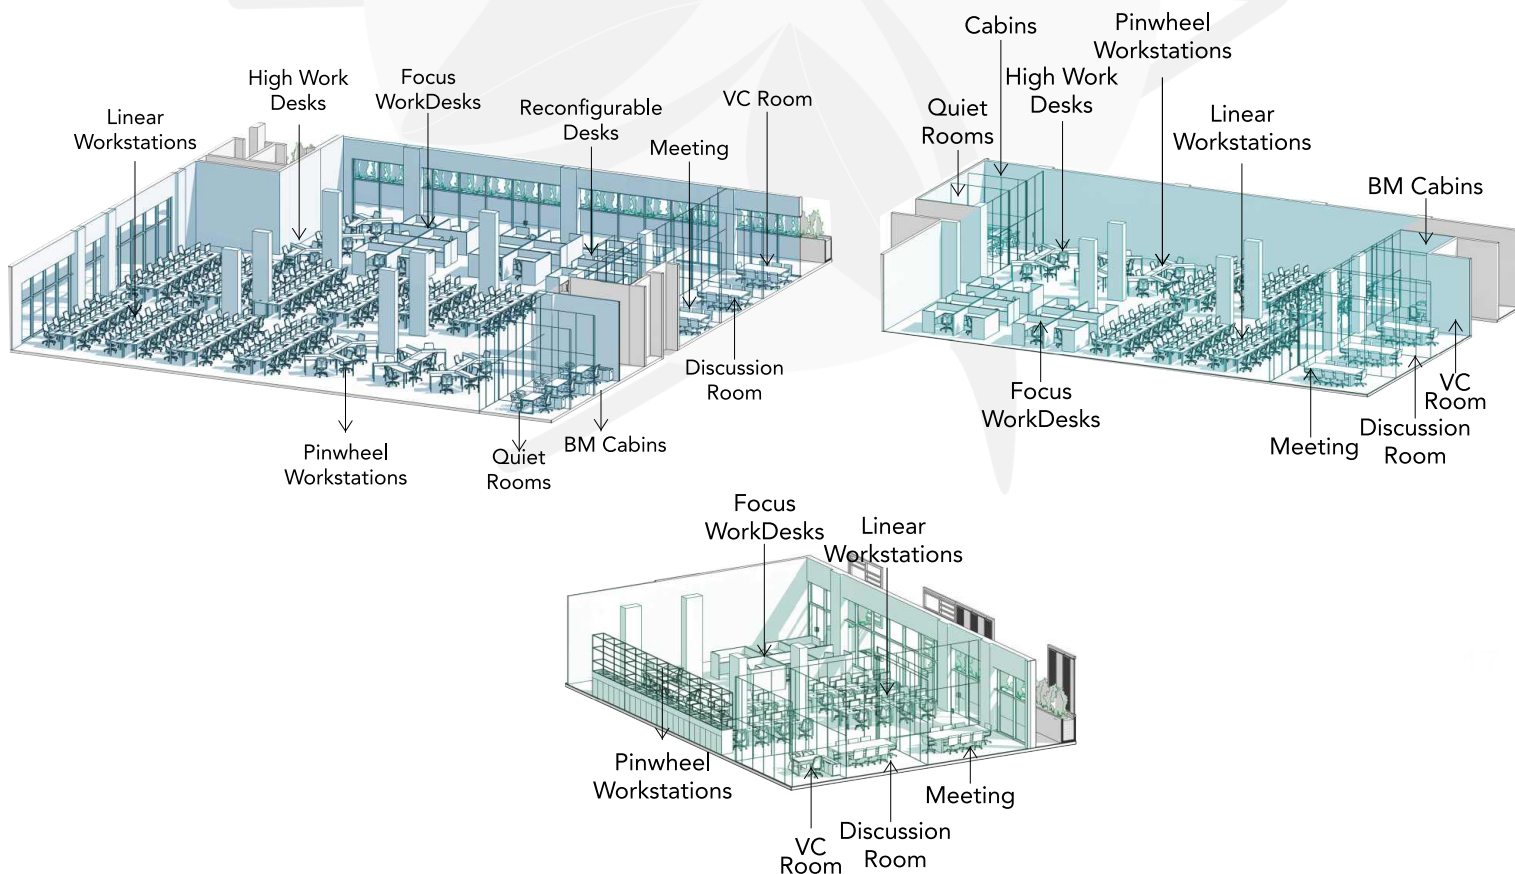 Linear
Workstations
High Work
Desks
Focus
WorkDesks
Reconfigurable
Desks
Meeting
VC Room
Discussion
Room
BM Cabins
Quiet
Rooms
Pinwheel
Workstations
Cabins
Pinwheel
Workstations
High Work
Desks
Quiet
Rooms
Linear
Workstations
BM Cabins
Focus
WorkDesks
VC
Room
Discussion
Room
Meeting
Focus
WorkDesks
Linear
Workstations
Pinwheel
Workstations
Meeting
VC
Room
Discussion
Room